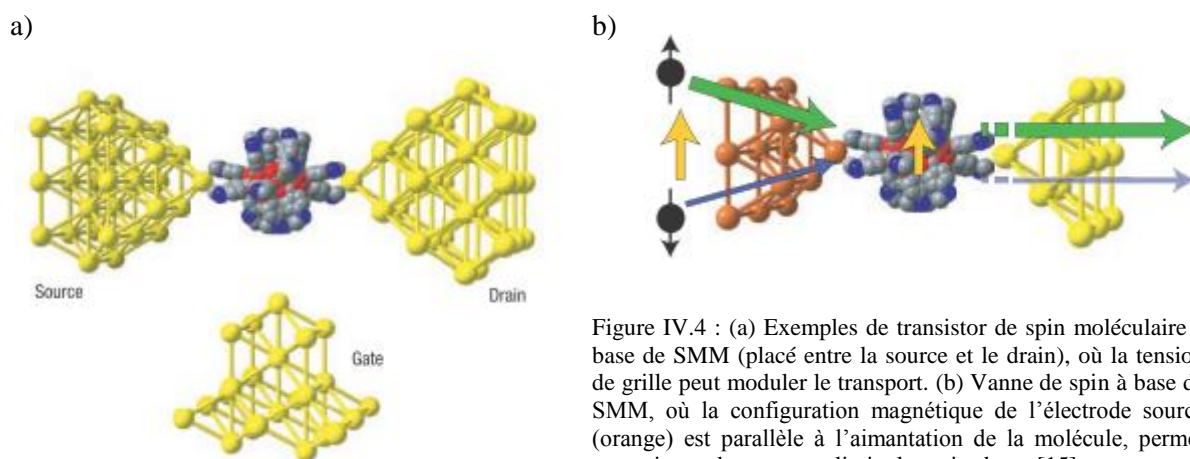 a)
b)
Source
Drain
Gate
Figure IV.4 : (a) Exemples de transistor de spin moléculaire
base de SMM (placé entre la source et le drain), où la tension
de grille peut moduler le transport. (b) Vanne de spin à base d
SMM, où la configuration magnétique de l’électrode sourc
(orange) est parallèle à l’aimantation de la molécule, perme